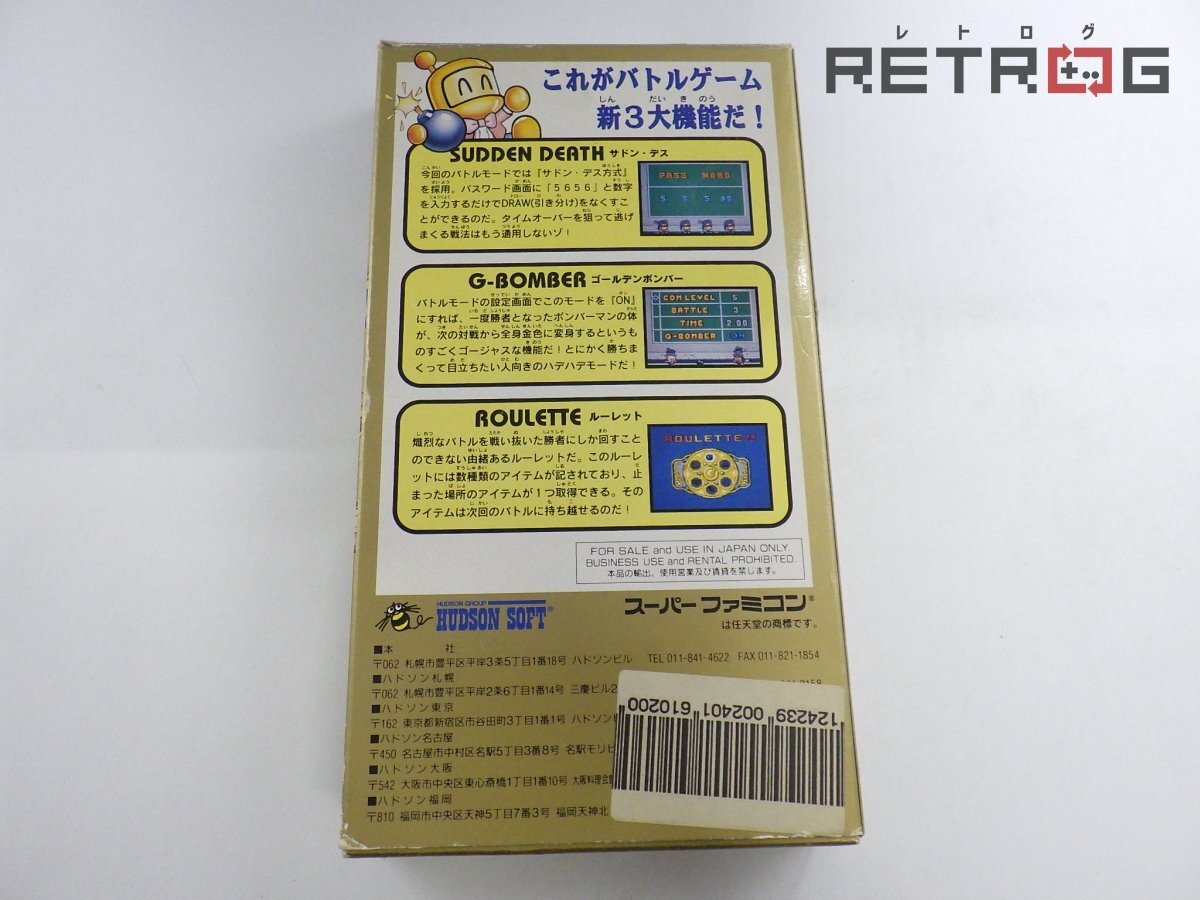 レトログ
RETROG
これがバトルゲーム
新3大機能だ!
SUDDEN DEATH サドン・デス
今回のバトルモードでは『サドン・デス方式』
を採用。パスワード画面に「5656」と数字
を入力するだけでDRAW(引き分け)をなくすこ
とができるのだ。タイムオーバーを狙って逃げ
まくる戦法はもう通用しないゾ!
PASS WORD
5 6 5 >6
G-BOMBER ゴールデンボンバー
バトルモードの設定画面でこのモードを『ON』
にすれば、一度勝者となったボンバーマンの体
が、次の対戦から全身金色に変身するというも
のすごくゴージャスな機能だ!とにかく勝ちま
くって目立ちたい人向きのハデハデモードだ!
COM LEVEL 5
BATTLE 3
TIME 2:00
G-BOMBER ON
ROULETTE ルーレット
熾烈なバトルを戦い抜いた勝者にしか回すこと
のできない由緒あるルーレットだ。このルーレ
ットには数種類のアイテムが記されており、止
まった場所のアイテムが1つ取得できる。その
アイテムは次回のバトルに持ち越せるのだ!
ROULETTE!!
FOR SALE and USE IN JAPAN ONLY.
BUSINESS USE and RENTAL PROHIBITED.
本品の輸出、使用営業及び賃貸を禁じます。
HUDSON GROUP
HUDSON SOFT®
スーパーファミコン®
は任天堂の商標です。
■本 社
〒062 札幌市豊平区平岸3条5丁目1番18号 ハドソンビル TEL 011-841-4622 FAX 011-821-1854
■ハドソン札幌
〒062 札幌市豊平区平岸2条6丁目1番14号 三慶ビル2
■ハドソン東京
〒162 東京都新宿区市谷田町3丁目1番1号 ハドソン
■ハドソン名古屋
〒450 名古屋市中村区名駅5丁目3番8号 名駅モリビ
■ハドソン大阪
〒542 大阪市中央区東心斎橋1丁目1番10号 大阪料理会館
■ハドソン福岡
〒810 福岡市中央区天神5丁目7番3号 福岡天神北
124239 002401 610200